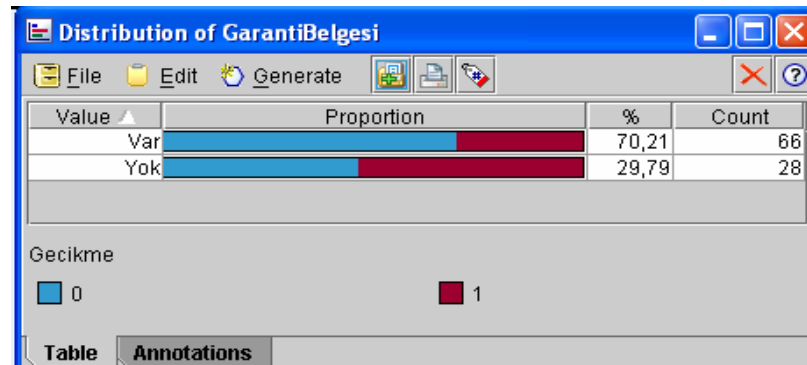 Distribution of GarantiBelgesi
File Edit Generate
Value Proportion % Count
Var 70,21 66
Yok 29,79 28
Gecikme
0 1
Table Annotations